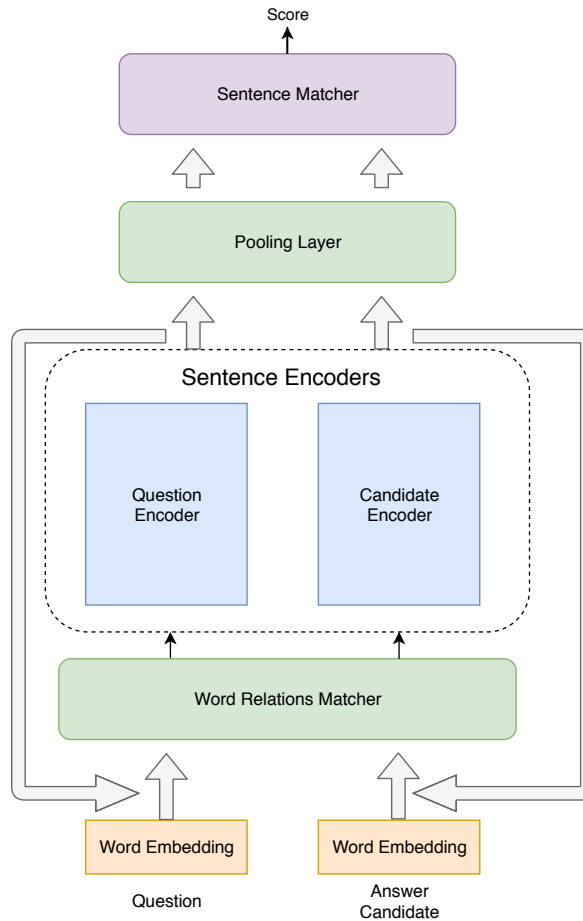 Score
Sentence Matcher
Pooling Layer
Sentence Encoders
Question
Encoder
Candidate
Encoder
Word Relations Matcher
Word Embedding
Word Embedding
Question
Answer
Candidate